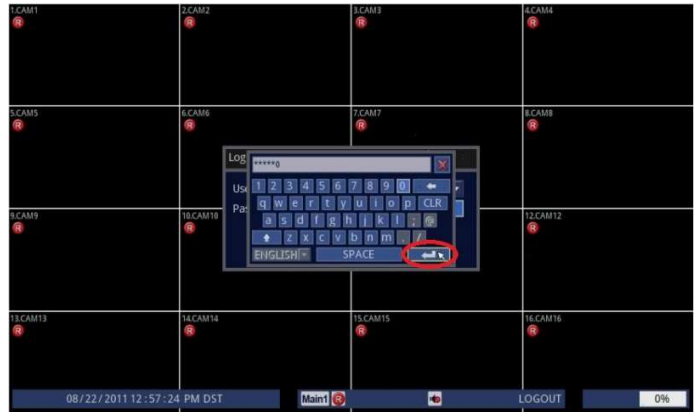 1.CAM1 2.CAM2 3.CAM3 4.CAM4
R R R R
5.CAM5 6.CAM6 7.CAM7 8.CAM8
R R R R
Log
*****0 X
Use 1 2 3 4 5 6 7 8 9 0
Pas q w e r t y u i o p CLR
a s d f g h j k l ; @
z x c v b n m . /
ENGLISH SPACE
9.CAM9 10.CAM10 12.CAM12
R R R
13.CAM13 14.CAM14 15.CAM15 16.CAM16
R R R R
08/22/2011 12:57:24 PM DST Main1 R LOGOUT 0%